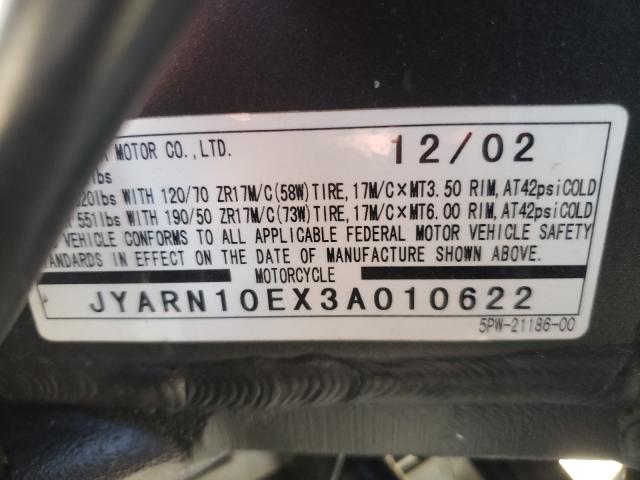 MOTOR CO.,LTD. 12/02
lbs
20lbs WITH 120/70 ZR17M/C(58W)TIRE,17M/C×MT3.50 RIM,AT42psiCOLD
551lbs WITH 190/50 ZR17M/C(73W)TIRE,17M/C×MT6.00 RIM,AT42psiCOLD
VEHICLE CONFORMS TO ALL APPLICABLE FEDERAL MOTOR VEHICLE SAFETY
ANDARDS IN EFFECT ON THE DATE OF MANUFACTURE SHOWN ABOVE.
MOTORCYCLE
JYARN10EX3A010622
5PW-21186-00